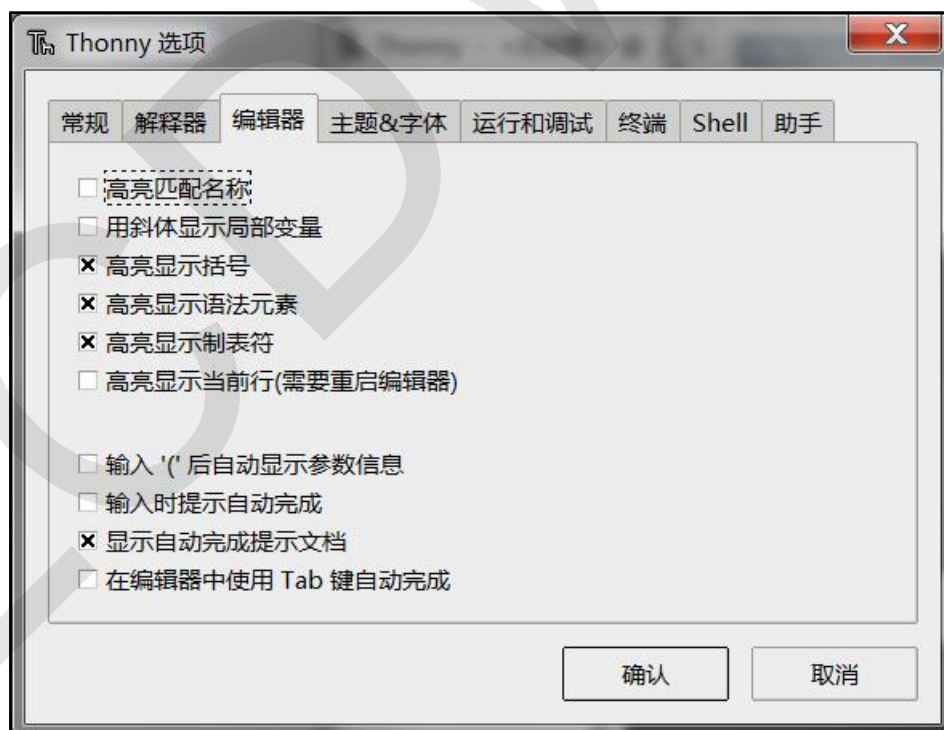 Thonny 选项
常规 解释器 编辑器 主题&字体 运行和调试 终端 Shell 助手
高亮匹配名称
用斜体显示局部变量
高亮显示括号
高亮显示语法元素
高亮显示制表符
高亮显示当前行(需要重启编辑器)
输入 '(' 后自动显示参数信息
输入时提示自动完成
显示自动完成提示文档
在编辑器中使用 Tab 键自动完成
确认 取消